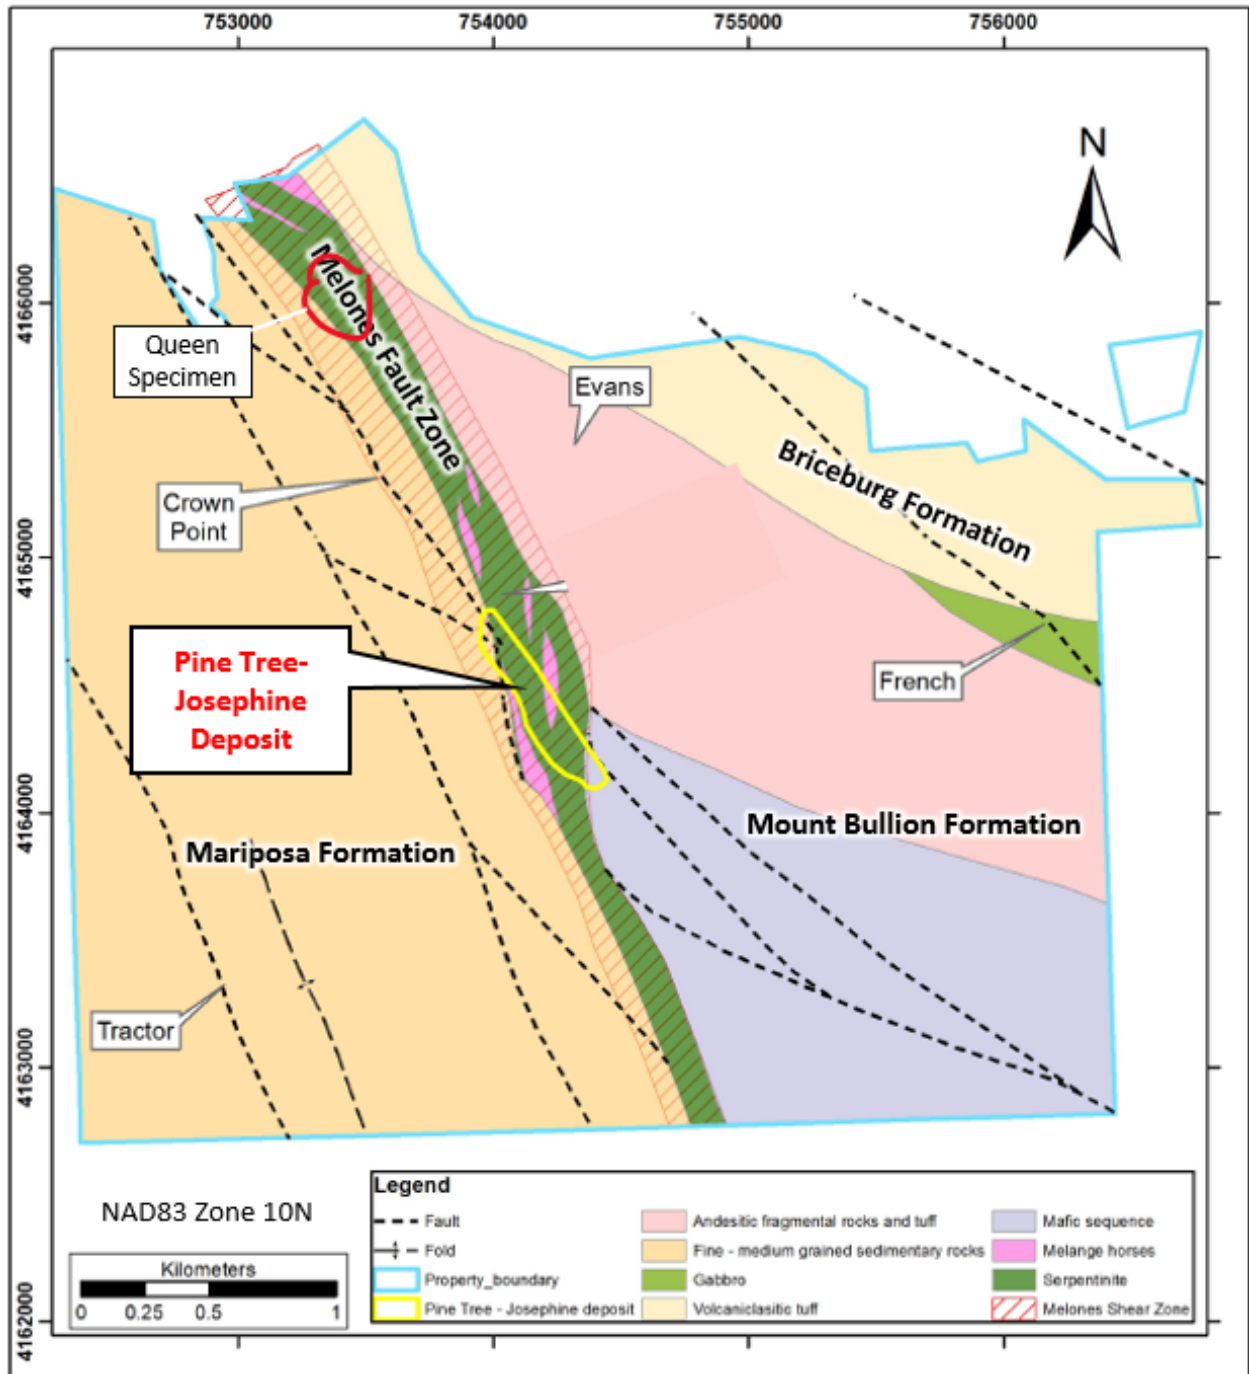 753000
754000
755000
756000
N
4166000
4165000
4164000
4163000
4162000
Melones Fault Zone
Queen
Specimen
Evans
Briceburg Formation
Crown
Point
Pine Tree-
Josephine
Deposit
French
Mount Bullion Formation
Mariposa Formation
Tractor
NAD83 Zone 10N
Kilometers
0 0.25 0.5 1
Legend
Fault
Fold
Property_boundary
Pine Tree - Josephine deposit
Andesitic fragmental rocks and tuff
Fine - medium grained sedimentary rocks
Gabbro
Volcaniclasitic tuff
Mafic sequence
Melange horses
Serpentinite
Melones Shear Zone